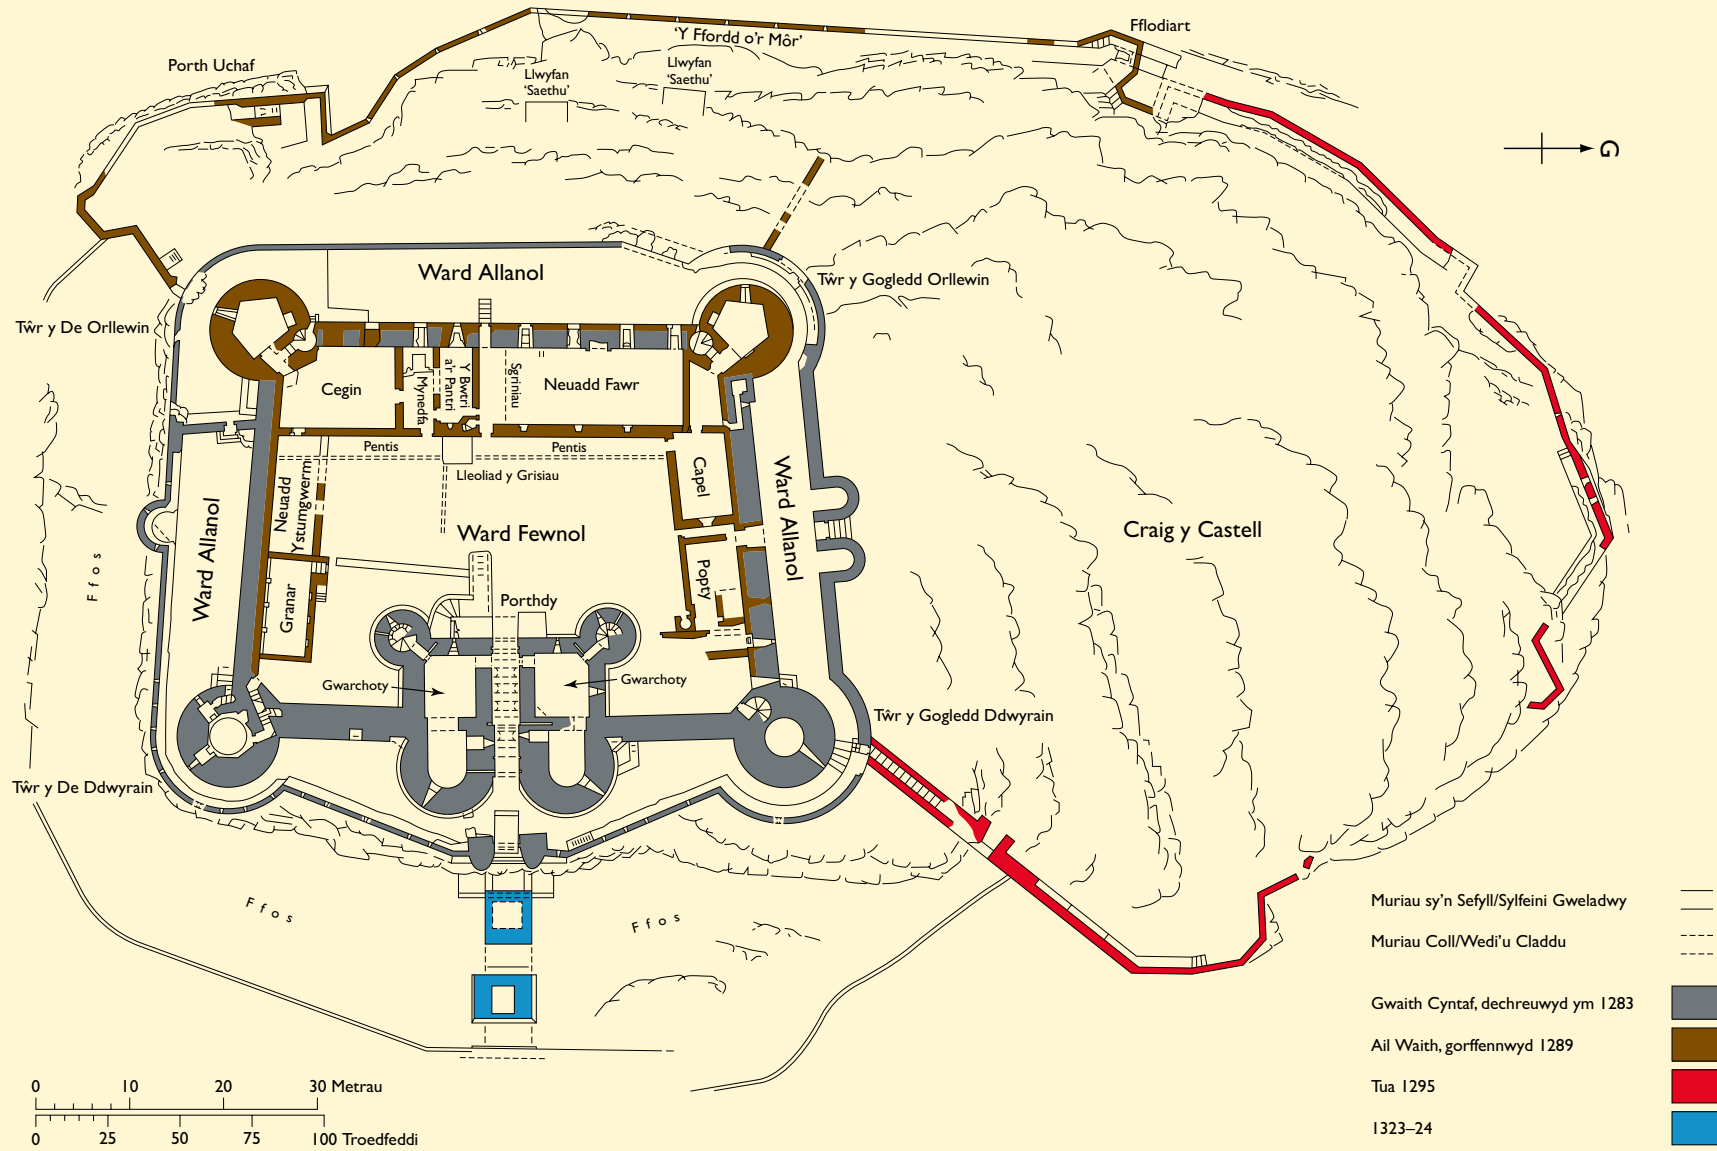 'Y Ffordd o'r Môr'
Fflodiart
Porth Uchaf
Llwyfan
'Saethu'
Llwyfan
'Saethu'
G
Ward Allanol
Tŵr y Gogledd Orllewin
Tŵr y De Orllewin
Cegin
Mynedfa
Y Bwtri
a'r Pantri
Sgriniau
Neuadd Fawr
Pentis
Pentis
Lleoliad y Grisiau
Capel
Ward Allanol
Neuadd
Ystumgwern
Ward Allanol
Ward Fewnol
Craig y Castell
Ffos
Granar
Popty
Porthdy
Gwarchoty
Gwarchoty
Tŵr y Gogledd Ddwyrain
Tŵr y De Ddwyrain
Ffos
Ffos
Muriau sy'n Sefyll/Sylfeini Gweladwy
Muriau Coll/Wedi'u Claddu
Gwaith Cyntaf, dechreuwyd ym 1283
Ail Waith, gorffennwyd 1289
Tua 1295
1323–24
0 10 20 30 Metrau
0 25 50 75 100 Troedfeddi